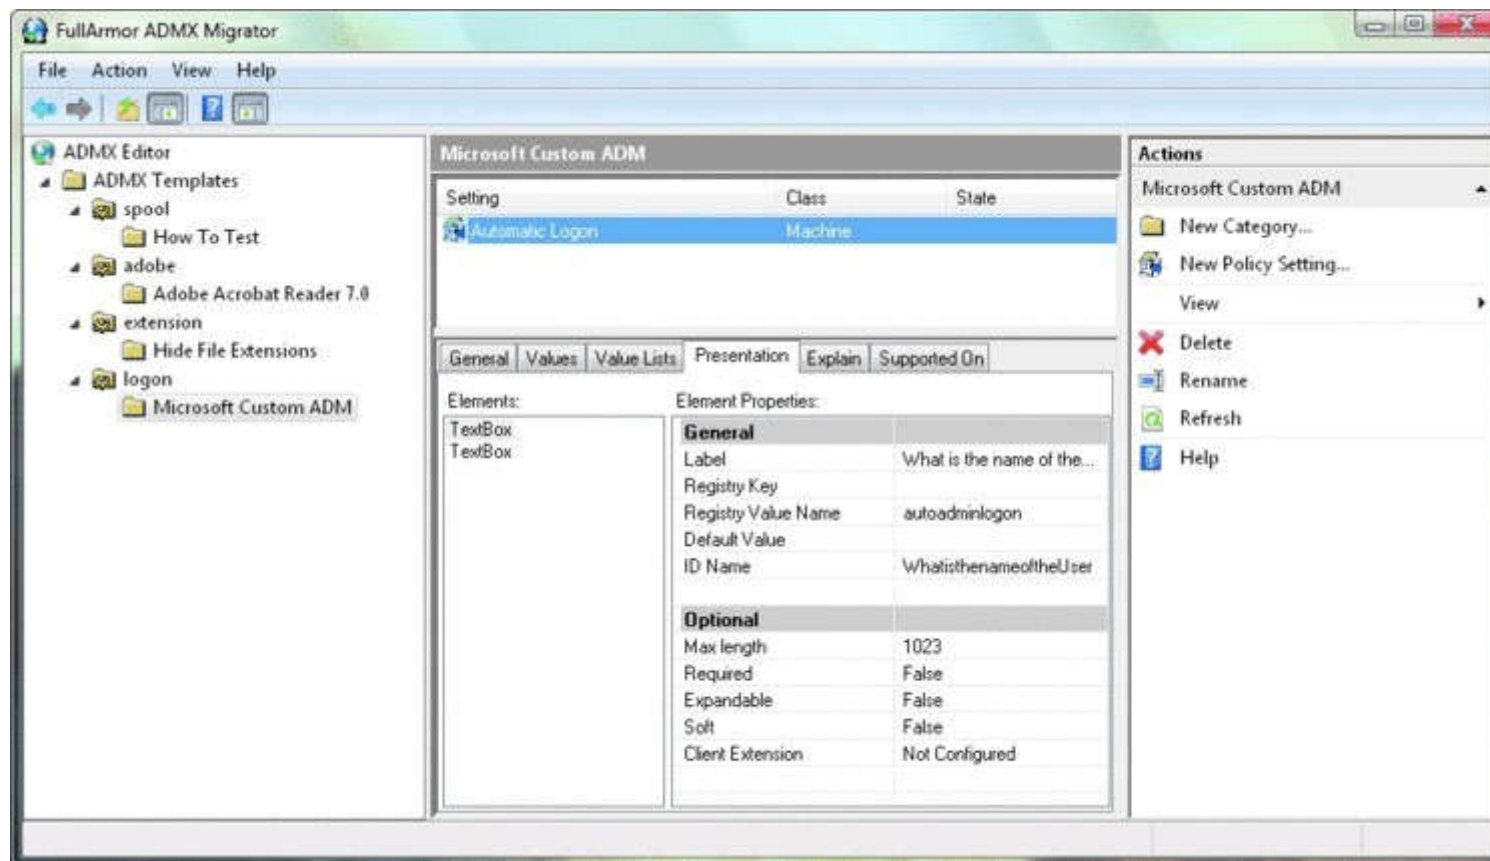 FullArmor ADMX Migrator
File Action View Help
ADMX Editor
ADMX Templates
spool
How To Test
adobe
Adobe Acrobat Reader 7.0
extension
Hide File Extensions
logon
Microsoft Custom ADM
Microsoft Custom ADM
Setting Class State
Automatic Logon Machine
General Values Value Lists Presentation Explain Supported On
Elements:
TextBox
TextBox
Element Properties:
General
Label What is the name of the...
Registry Key
Registry Value Name autoadminlogon
Default Value
ID Name WhatisthenameoftheUser
Optional
Max length 1023
Required False
Expandable False
Soft False
Client Extension Not Configured
Actions
Microsoft Custom ADM
New Category...
New Policy Setting...
View
Delete
Rename
Refresh
Help